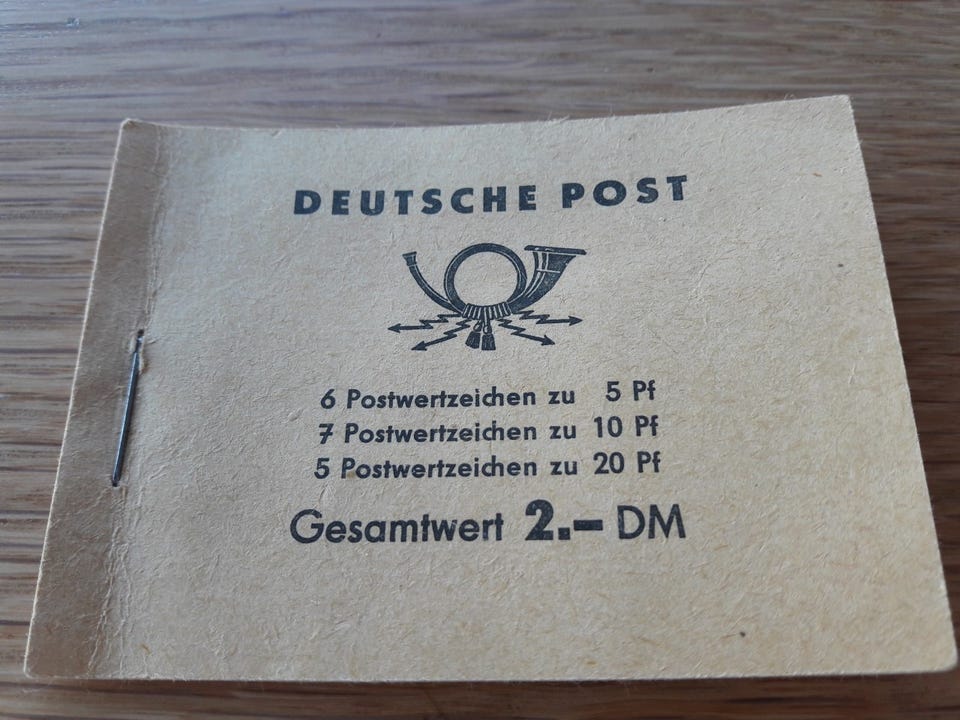 DEUTSCHE POST
6 Postwertzeichen zu 5 Pf
7 Postwertzeichen zu 10 Pf
5 Postwertzeichen zu 20 Pf
Gesamtwert 2.– DM